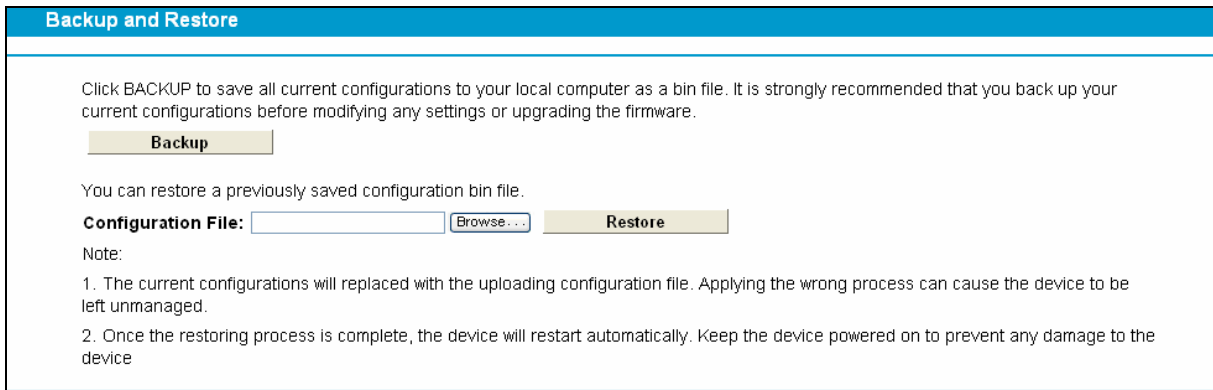 Backup and Restore
Click BACKUP to save all current configurations to your local computer as a bin file. It is strongly recommended that you back up your
current configurations before modifying any settings or upgrading the firmware.
Backup
You can restore a previously saved configuration bin file.
Configuration File: Browse... Restore
Note:
1. The current configurations will replaced with the uploading configuration file. Applying the wrong process can cause the device to be
left unmanaged.
2. Once the restoring process is complete, the device will restart automatically. Keep the device powered on to prevent any damage to the
device